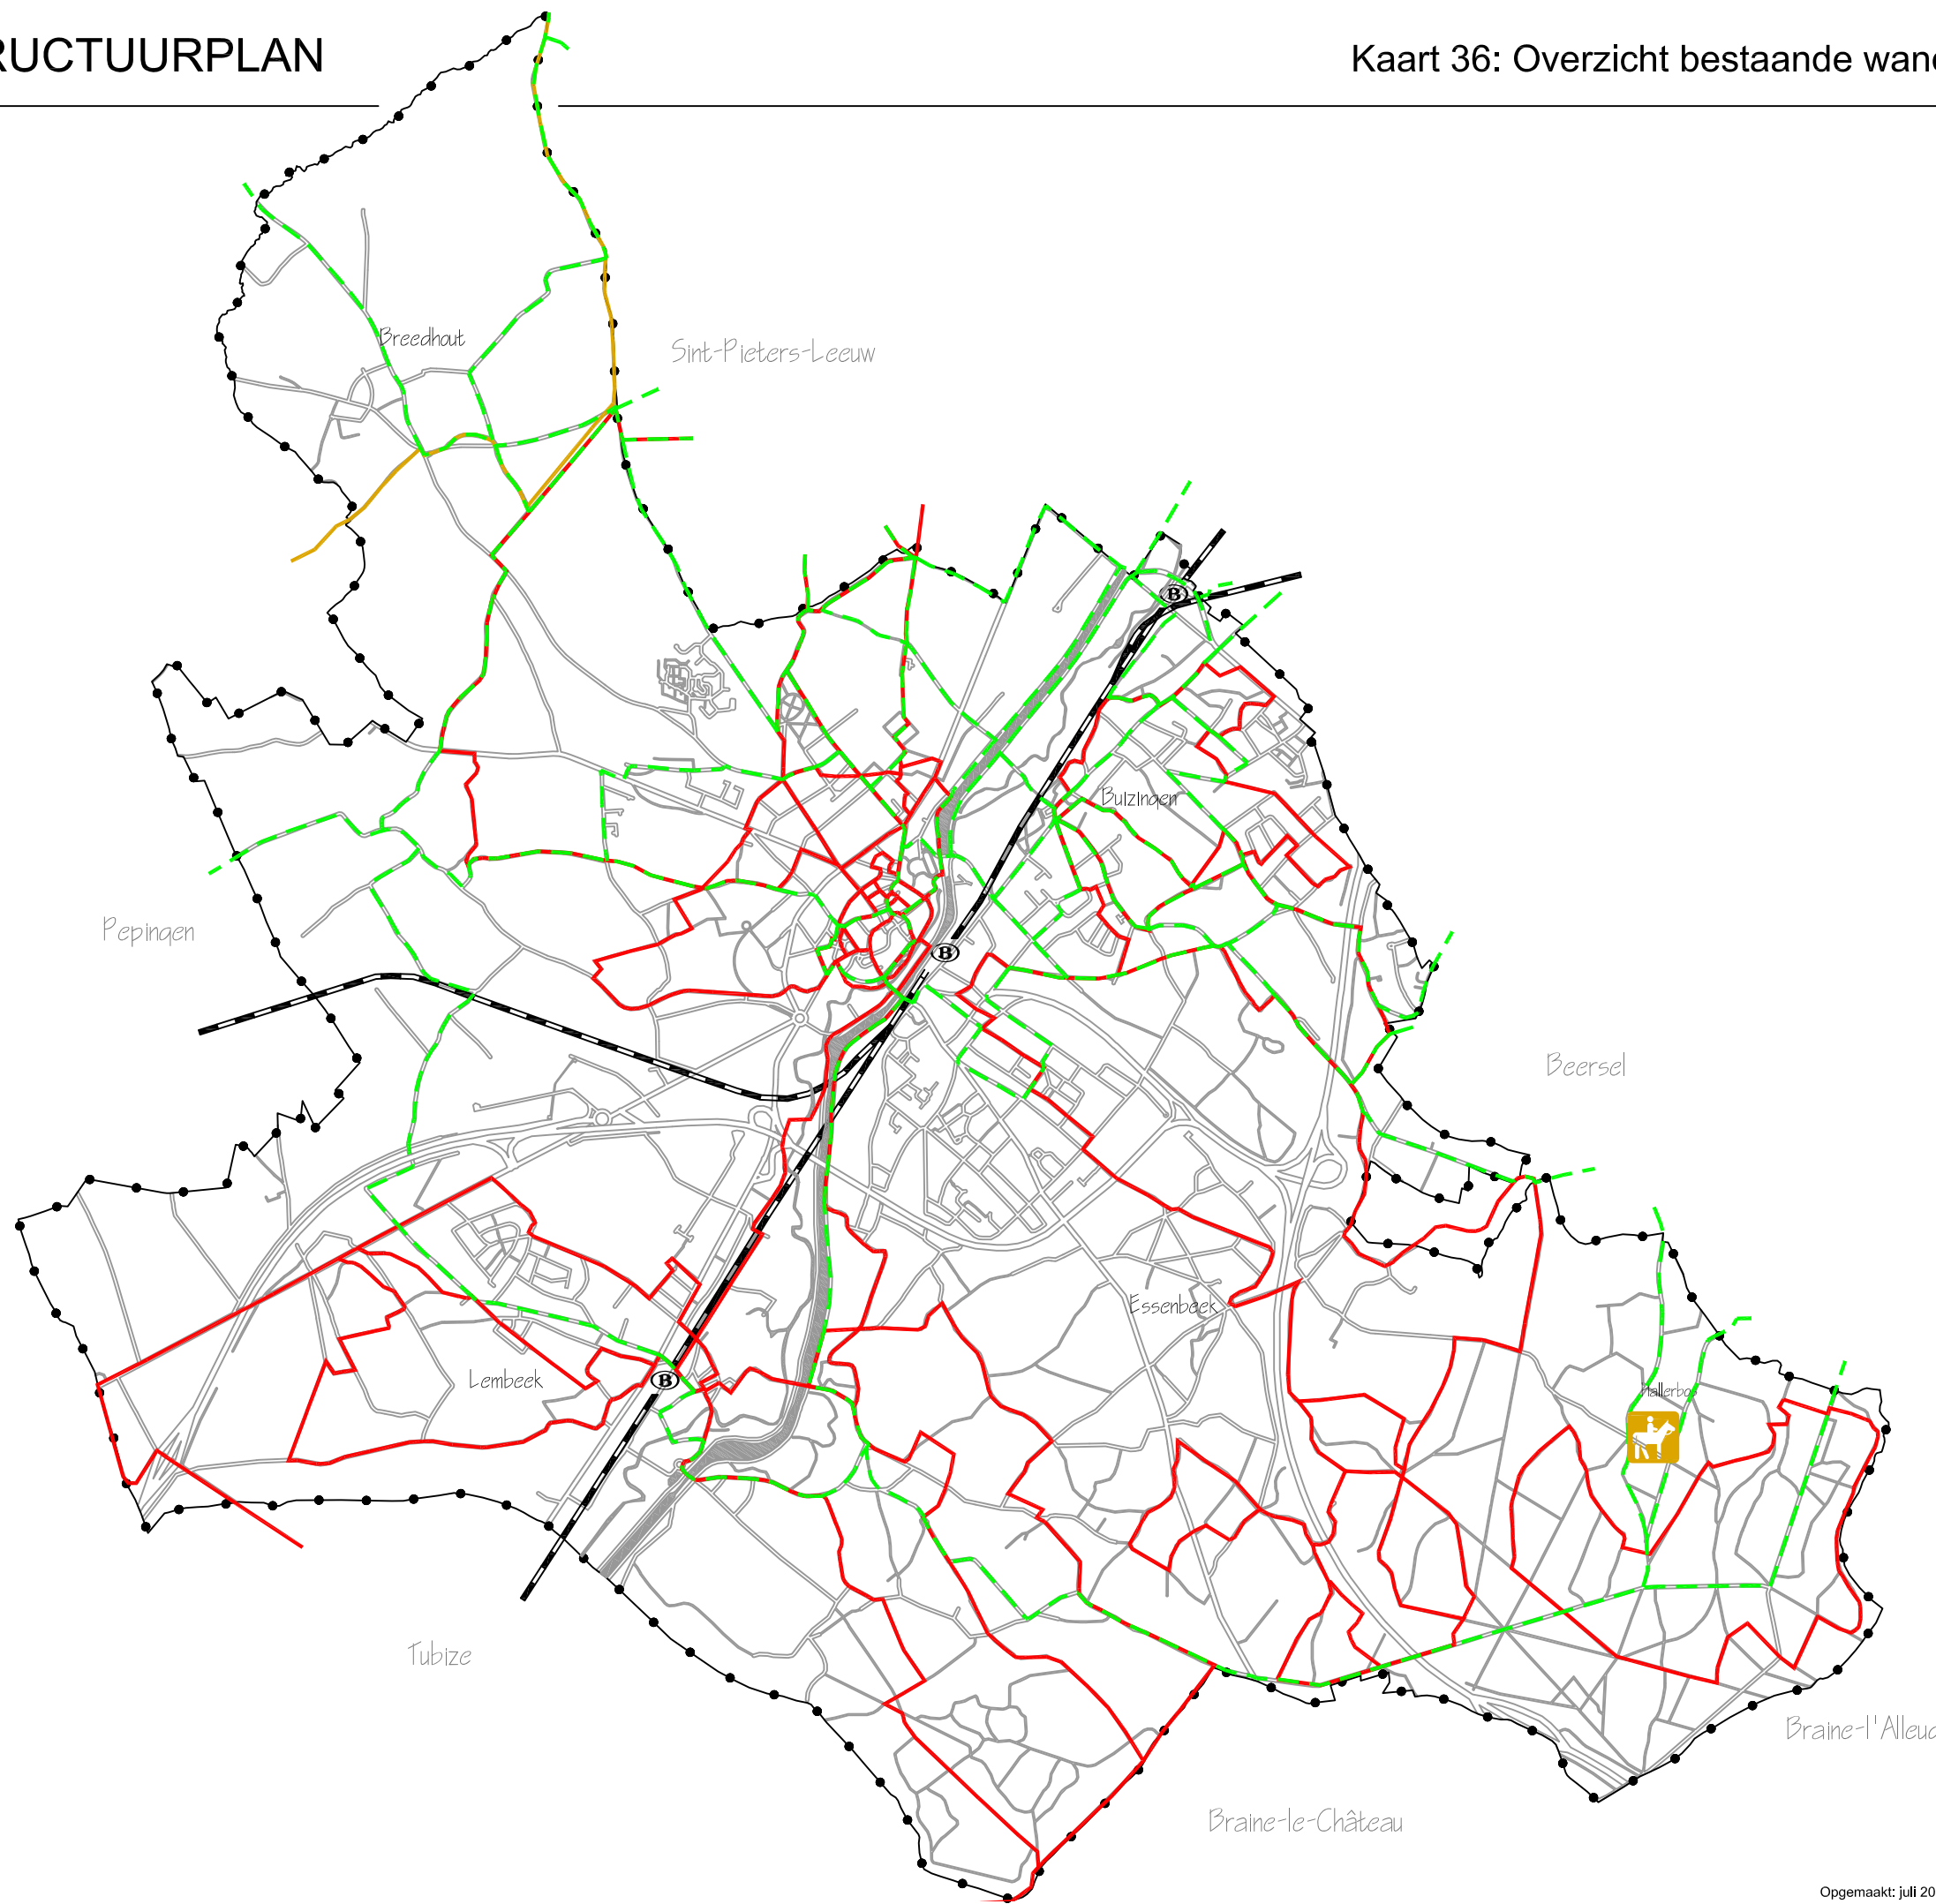 RUCTUURPLAN
Kaart 36: Overzicht bestaande wand
Breedhout
Sint-Pieters-Leeuw
B
Buizingen
Pepingen
B
Beersel
Essenbeek
Lembeek
B
Hallerbos
Tubize
Braine-l'Alleud
Braine-le-Château
Opgemaakt: juli 20